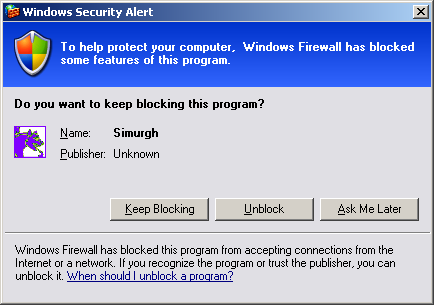 Windows Security Alert
To help protect your computer,  Windows Firewall has blocked
some features of this program.
Do you want to keep blocking this program?
Name: Simurgh
Publisher: Unknown
Keep Blocking Unblock Ask Me Later
Windows Firewall has blocked this program from accepting connections from the
Internet or a network. If you recognize the program or trust the publisher, you can
unblock it. When should I unblock a program?